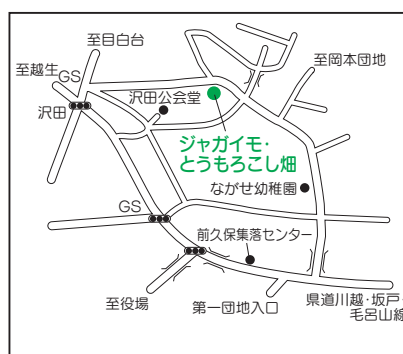 至目白台
至越生
GS
沢田
沢田公会堂
至岡本団地
ジャガイモ・
とうもろこし畑
ながせ幼稚園
GS
前久保集落センター
至役場
第一団地入口
県道川越・坂戸・
毛呂山線